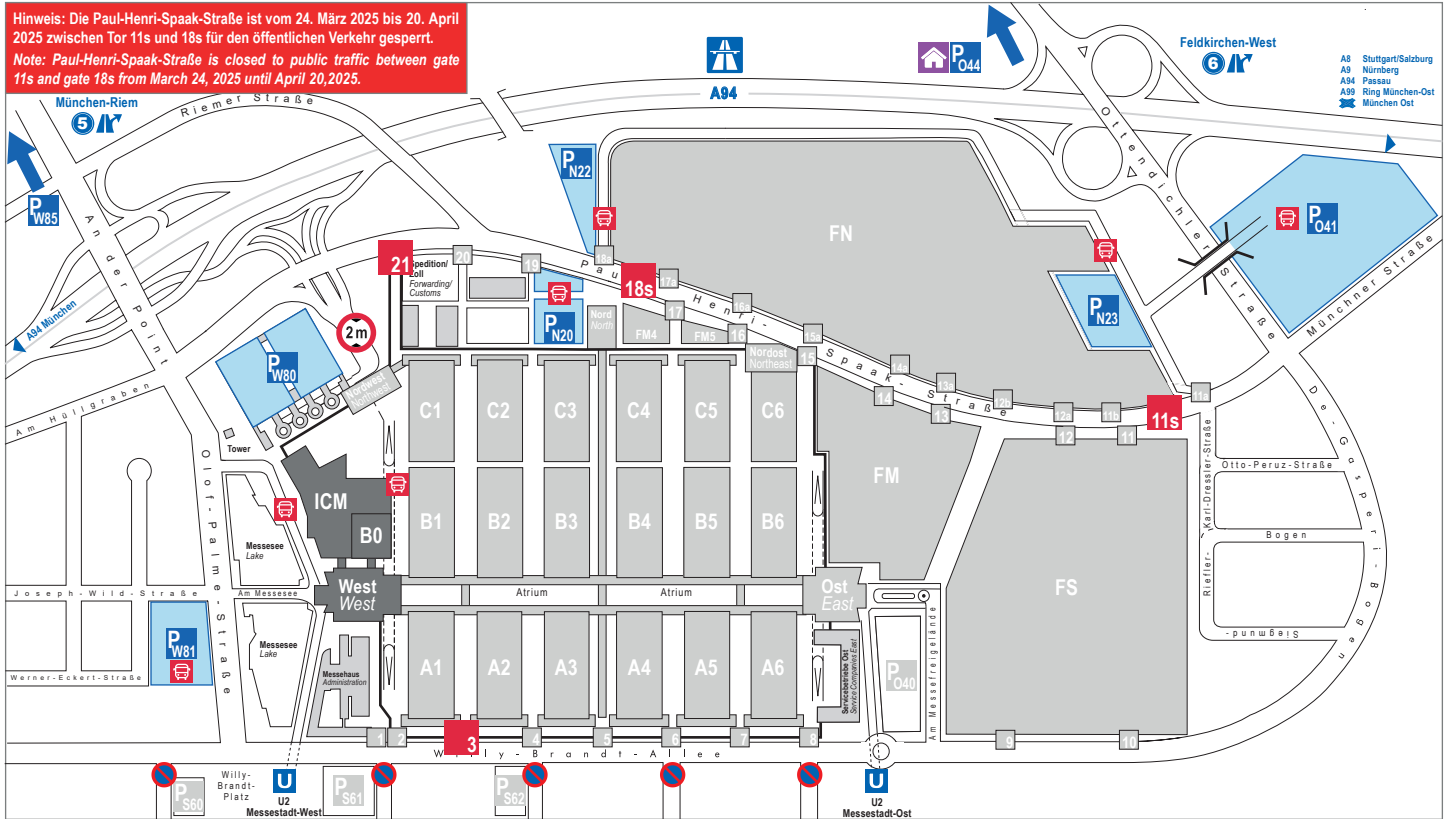 Hinweis: Die Paul-Henri-Spaak-Straße ist vom 24. März 2025 bis 20. April
2025 zwischen Tor 11s und 18s für den öffentlichen Verkehr gesperrt.
Note: Paul-Henri-Spaak-Straße is closed to public traffic between gate
11s and gate 18s from March 24, 2025 until April 20,2025.
München-Riem
5
Riemer Straße
A94
P
O44
Feldkirchen-West
6
A8 Stuttgart/Salzburg
A9 Nürnberg
A94 Passau
A99 Ring München-Ost
München Ost
P
W85
An der Point
P
N22
FN
Ottendichler Straße
P
O41
Münchner Straße
A94 München
21
Spedition/
Zoll
Forwarding/
Customs
20
19
18a
Paul-Henri-Spaak-Straße
18s
17a
17
16a
16
15a
15
14a
14
13a
13
12b
12a
12
11b
11
11s
11a
P
N20
Nord
North
FM4
FM5
Nordost
Northeast
P
N23
2 m
P
W80
Nordwest
Northwest
Am Hüllgraben
Tower
C1
C2
C3
C4
C5
C6
ICM
B0
B1
B2
B3
B4
B5
B6
FM
FS
Olof-Palme-Straße
Messesee
Lake
Joseph-Wild-Straße
Am Messesee
West
West
Atrium
Atrium
Ost
East
De-Gasperi-Bogen
Karl-Dressler-Straße
Otto-Peruz-Straße
Bogen
Riefler-
Siegmund-
P
W81
Werner-Eckert-Straße
Messesee
Lake
Messehaus
Administration
A1
A2
A3
A4
A5
A6
Servicebetriebe Ost
Service Companies East
P
O40
Am Messefreigelände
1
2
3
4
5
6
7
8
9
10
Willy-Brandt-Allee
P
S60
Willy-
Brandt-
Platz
U
U2
Messestadt-West
P
S61
P
S62
U
U2
Messestadt-Ost